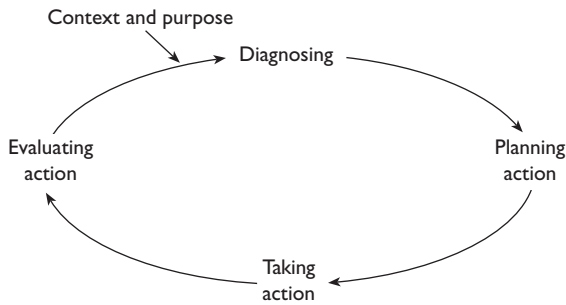 Context and purpose
Diagnosing
Evaluating
action
Planning
action
Taking
action